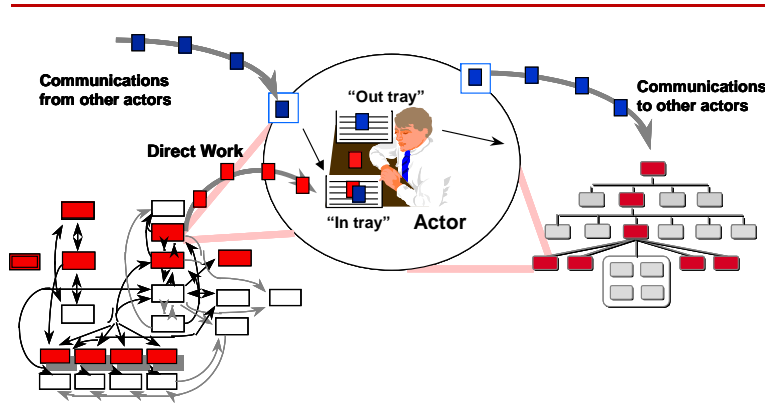 Communications
from other actors
“Out tray”
Communications
to other actors
Direct Work
“In tray”
Actor